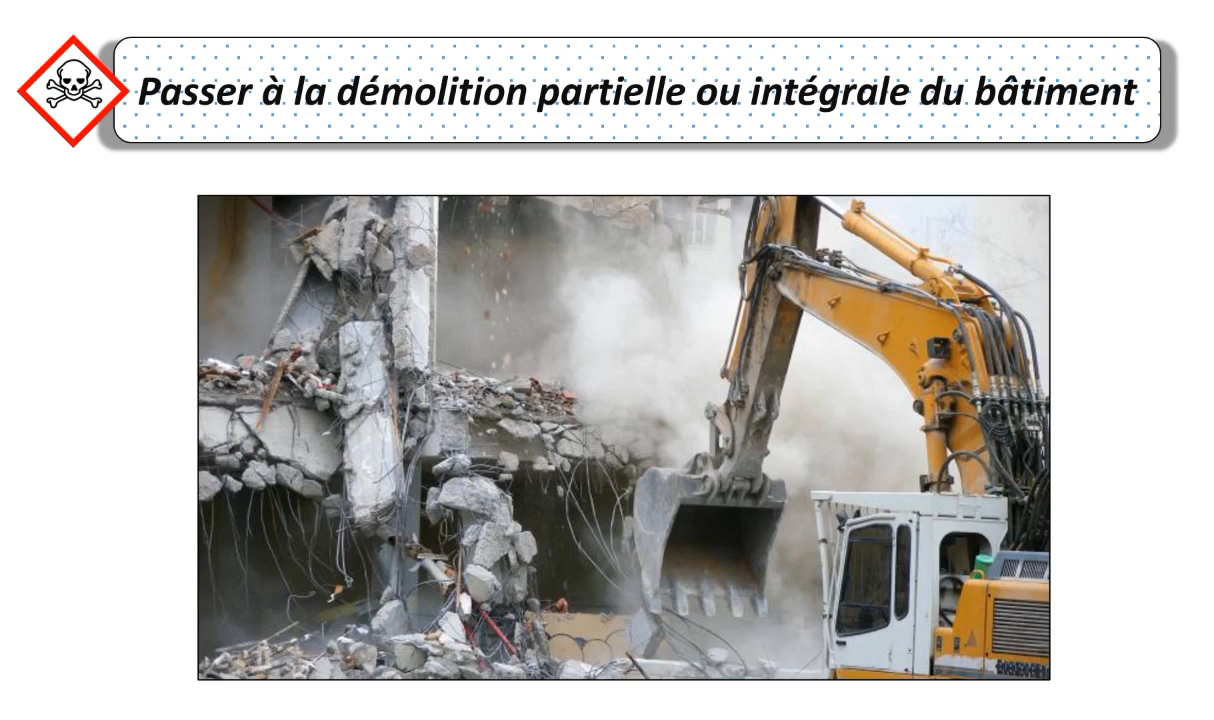 Passer à la démolition partielle ou intégrale du bâtiment